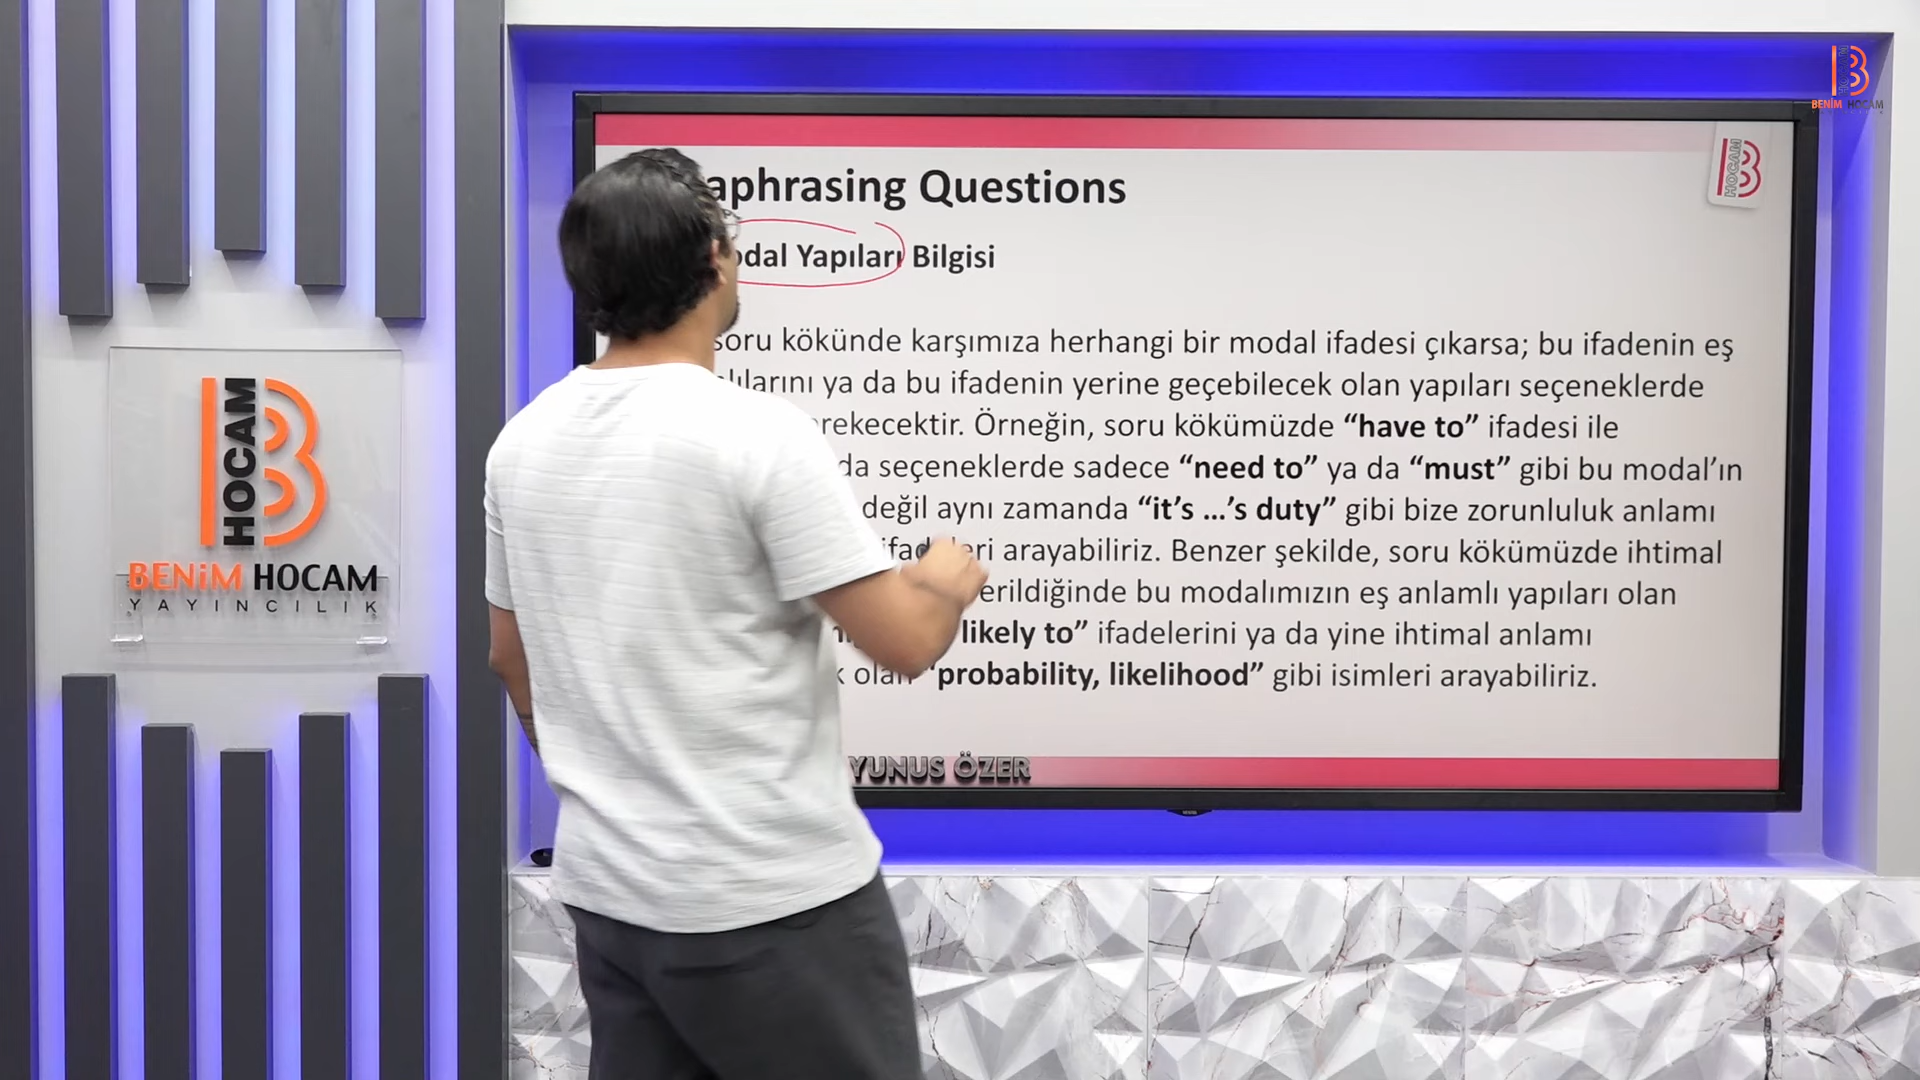 BENİM HOCAM
HOCAM
aphrasing Questions
odal Yapıları Bilgisi
soru kökünde karşımıza herhangi bir modal ifadesi çıkarsa; bu ifadenin eş
ılarını ya da bu ifadenin yerine geçebilecek olan yapıları seçeneklerde
rekecektir. Örneğin, soru kökümüzde “have to” ifadesi ile
da seçeneklerde sadece “need to” ya da “must” gibi bu modal’ın
değil aynı zamanda “it’s ...’s duty” gibi bize zorunluluk anlamı
arayabiliriz. Benzer şekilde, soru kökümüzde ihtimal
erildiğinde bu modalımızın eş anlamlı yapıları olan
likely to” ifadelerini ya da yine ihtimal anlamı
“probability, likelihood” gibi isimleri arayabiliriz.
YUNUS ÖZER
HOCAM
BENiM HOCAM
YAYINCILIK